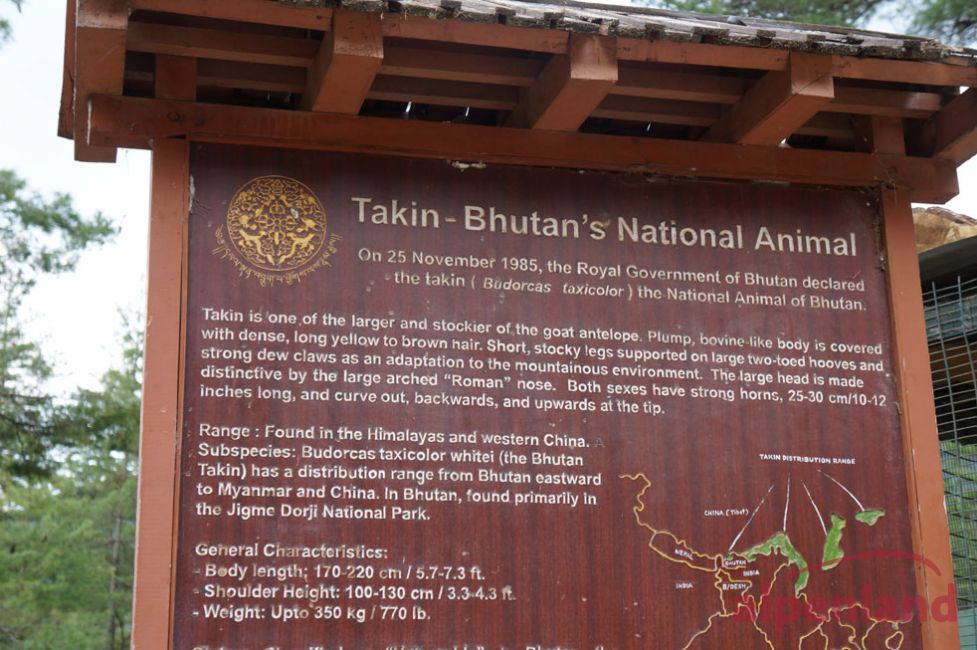 Takin - Bhutan's National Animal
On 25 November 1985, the Royal Government of Bhutan declared
the takin ( Budorcas taxicolor ) the National Animal of Bhutan.
Takin is one of the larger and stockier of the goat antelope. Plump, bovine-like body is covered
with dense, long yellow to brown hair. Short, stocky legs supported on large two-toed hooves and
strong dew claws as an adaptation to the mountainous environment. The large head is made
distinctive by the large arched "Roman" nose. Both sexes have strong horns, 25-30 cm/10-12
inches long, and curve out, backwards, and upwards at the tip.
Range : Found in the Himalayas and western China. A
Subspecies: Budorcas taxicolor whitei (the Bhutan
Takin) has a distribution range from Bhutan eastward
to Myanmar and China. In Bhutan, found primarily in
the Jigme Dorji National Park.
TAKIN DISTRIBUTION RANGE
CHINA (Tibet)
NEPAL
BHUTAN
INDIA
INDIA
B/DESH
General Characteristics:
- Body length: 170-220 cm / 5.7-7.3 ft.
- Shoulder Height: 100-130 cm / 3.3-4.3 ft.
- Weight: Upto 350 kg / 770 lb.
alpenland